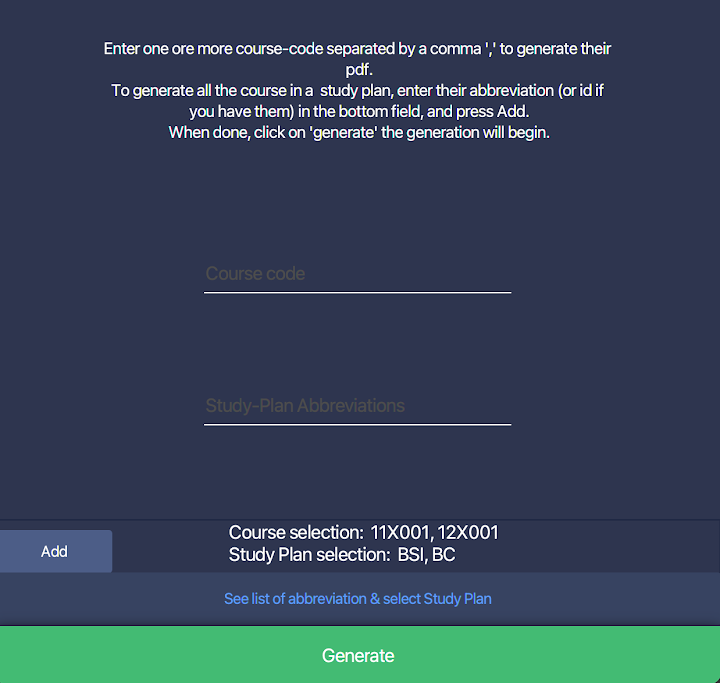 Enter one ore more course-code separated by a comma ',' to generate their
pdf.
To generate all the course in a  study plan, enter their abbreviation (or id if
you have them) in the bottom field, and press Add.
When done, click on 'generate' the generation will begin.
Course code
Study-Plan Abbreviations
Add
Course selection:  11X001, 12X001
Study Plan selection:  BSI, BC
See list of abbreviation & select Study Plan
Generate